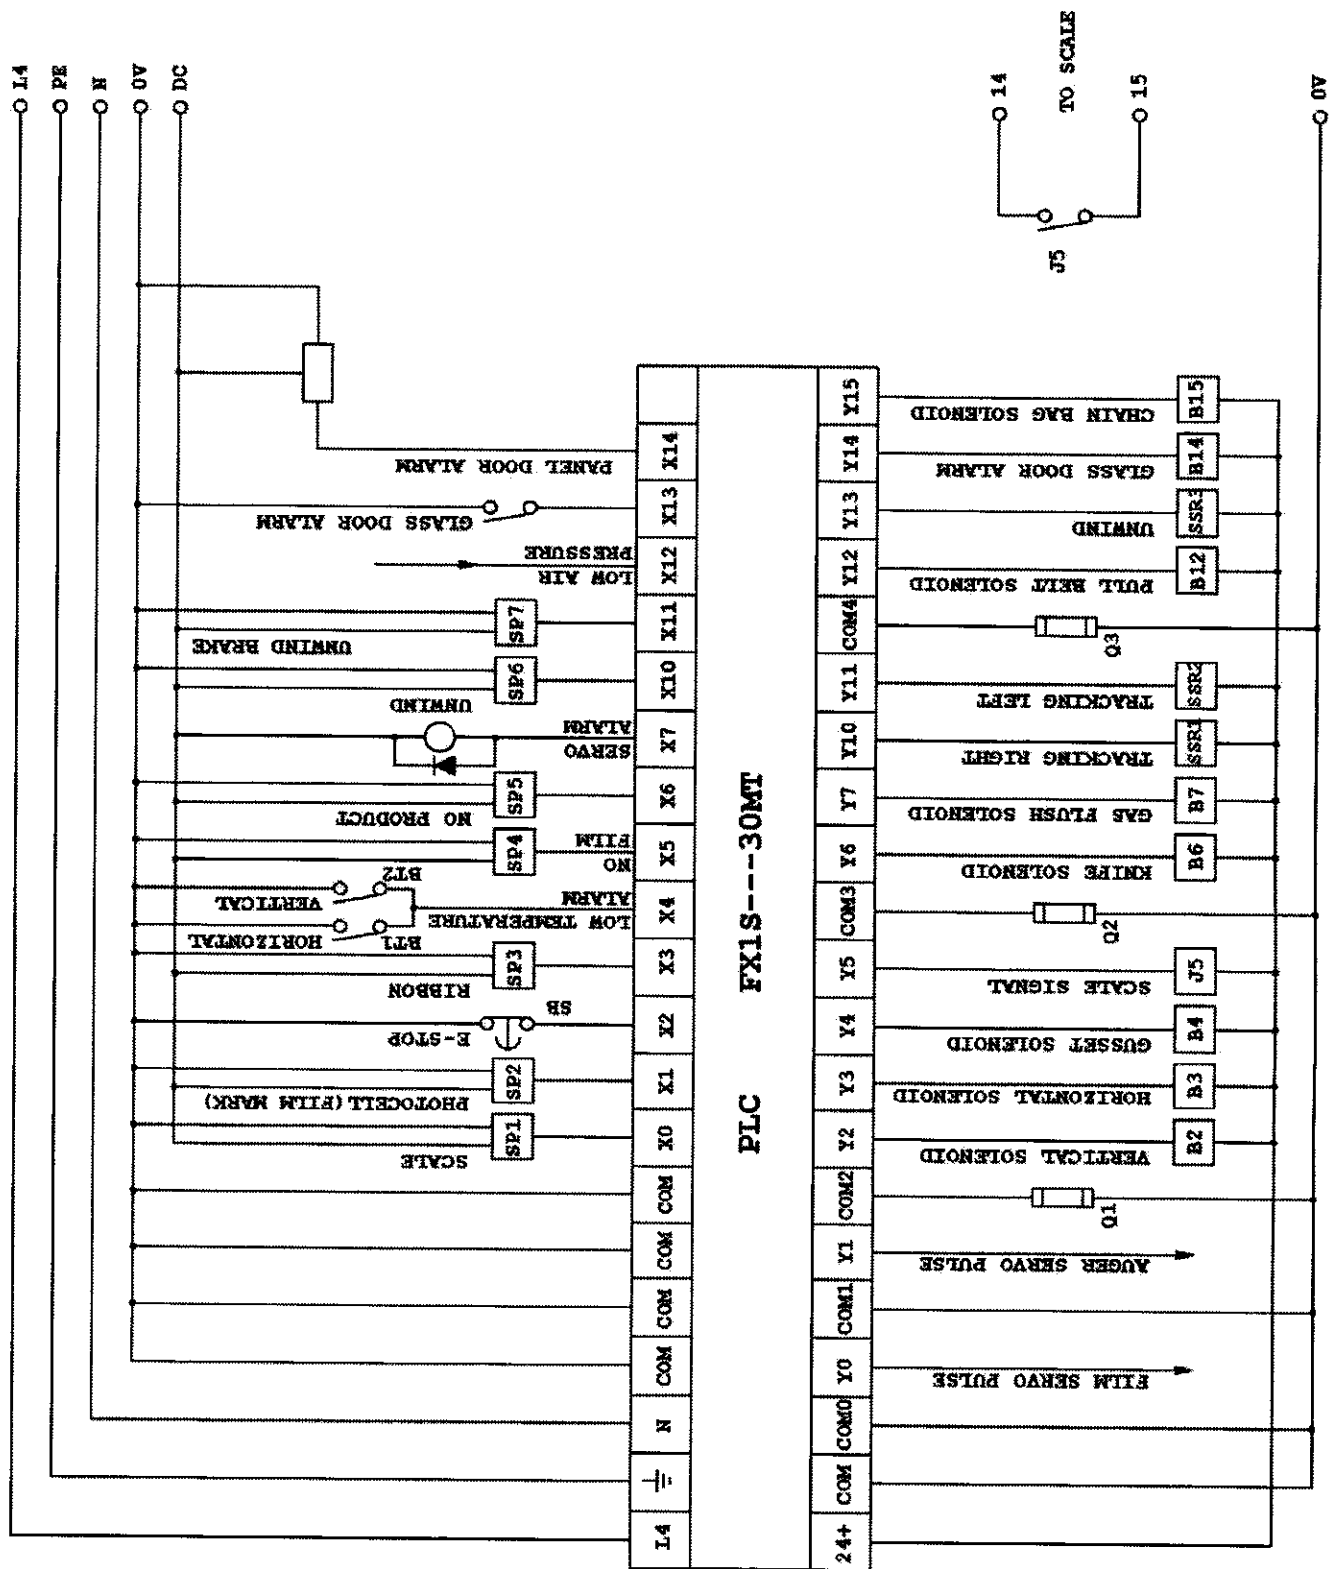 L4
PE
N
0V
DC
14
TO SCALE
15
0V
J5
PANEL DOOR ALARM
GLASS DOOR ALARM
LOW AIR
PRESSURE
UNWIND BRAKE
SP7
UNWIND
SP6
SERVO
ALARM
NO PRODUCT
SP5
NO
FILM
SP4
VERTICAL
BT2
HORIZONTAL
BT1
LOW TEMPERATURE
ALARM
RIBBON
SP3
E-STOP
SB
PHOTOCELL(FILM MARK)
SP2
SCALE
SP1
L4
N
COM
COM
COM
COM
X0
X1
X2
X3
X4
X5
X6
X7
X10
X11
X12
X13
X14
PLC FX1S---30MT
24+
COM
COM0
Y0
COM1
Y1
COM2
Y2
Y3
Y4
Y5
COM3
Y6
Y7
Y10
Y11
COM4
Y12
Y13
Y14
Y15
FILM SERVO PULSE
AUGER SERVO PULSE
Q1
VERTICAL SOLENOID
B2
HORIZONTAL SOLENOID
B3
GUSSET SOLENOID
B4
SCALE SIGNAL
J5
Q2
KNIFE SOLENOID
B6
GAS FLUSH SOLENOID
B7
TRACKING RIGHT
SSR1
TRACKING LEFT
SSR2
Q3
PULL BELT SOLENOID
B12
UNWIND
SSR3
GLASS DOOR ALARM
B14
CHAIN BAG SOLENOID
B15